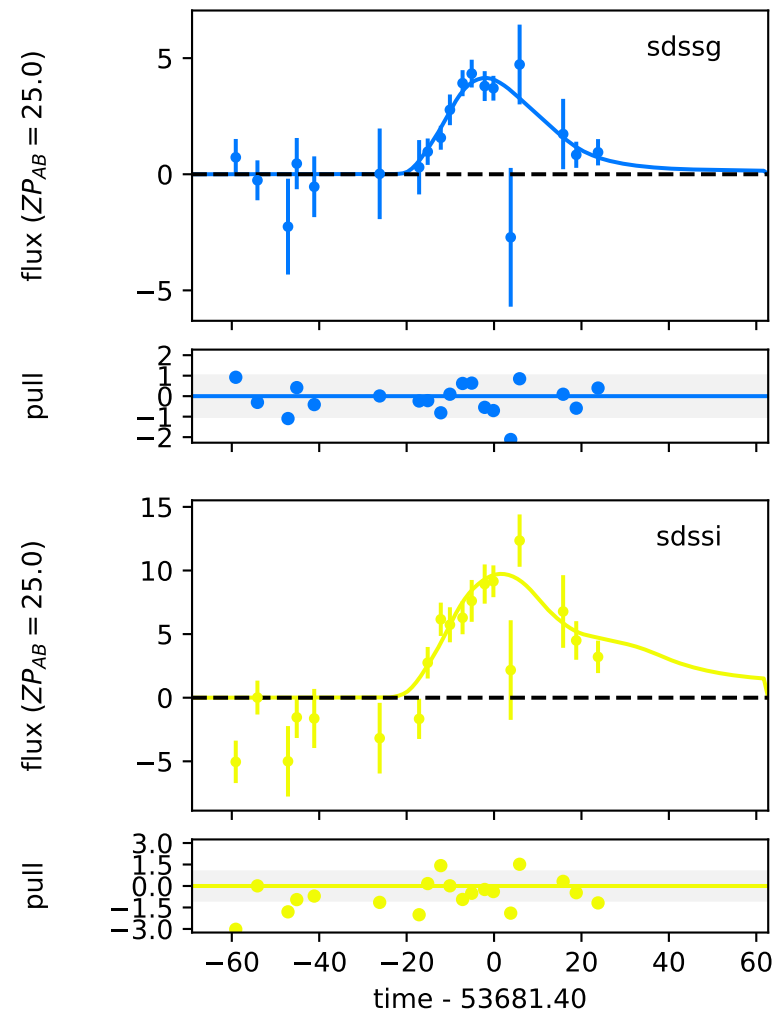 sdssg
flux (ZP_AB = 25.0)
5
0
−5
pull
2
1
0
−1
−2
sdssi
flux (ZP_AB = 25.0)
15
10
5
0
−5
pull
3.0
1.5
0.0
−1.5
−3.0
−60 −40 −20 0 20 40 60
time - 53681.40